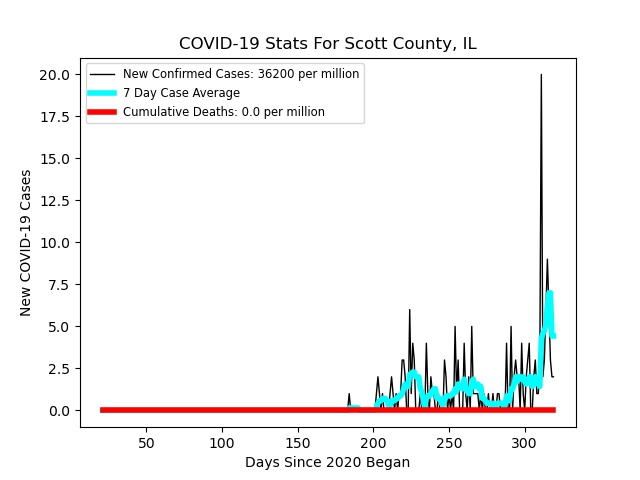 COVID-19 Stats For Scott County, IL
New Confirmed Cases: 36200 per million
7 Day Case Average
Cumulative Deaths: 0.0 per million
New COVID-19 Cases
20.0
17.5
15.0
12.5
10.0
7.5
5.0
2.5
0.0
50 100 150 200 250 300
Days Since 2020 Began